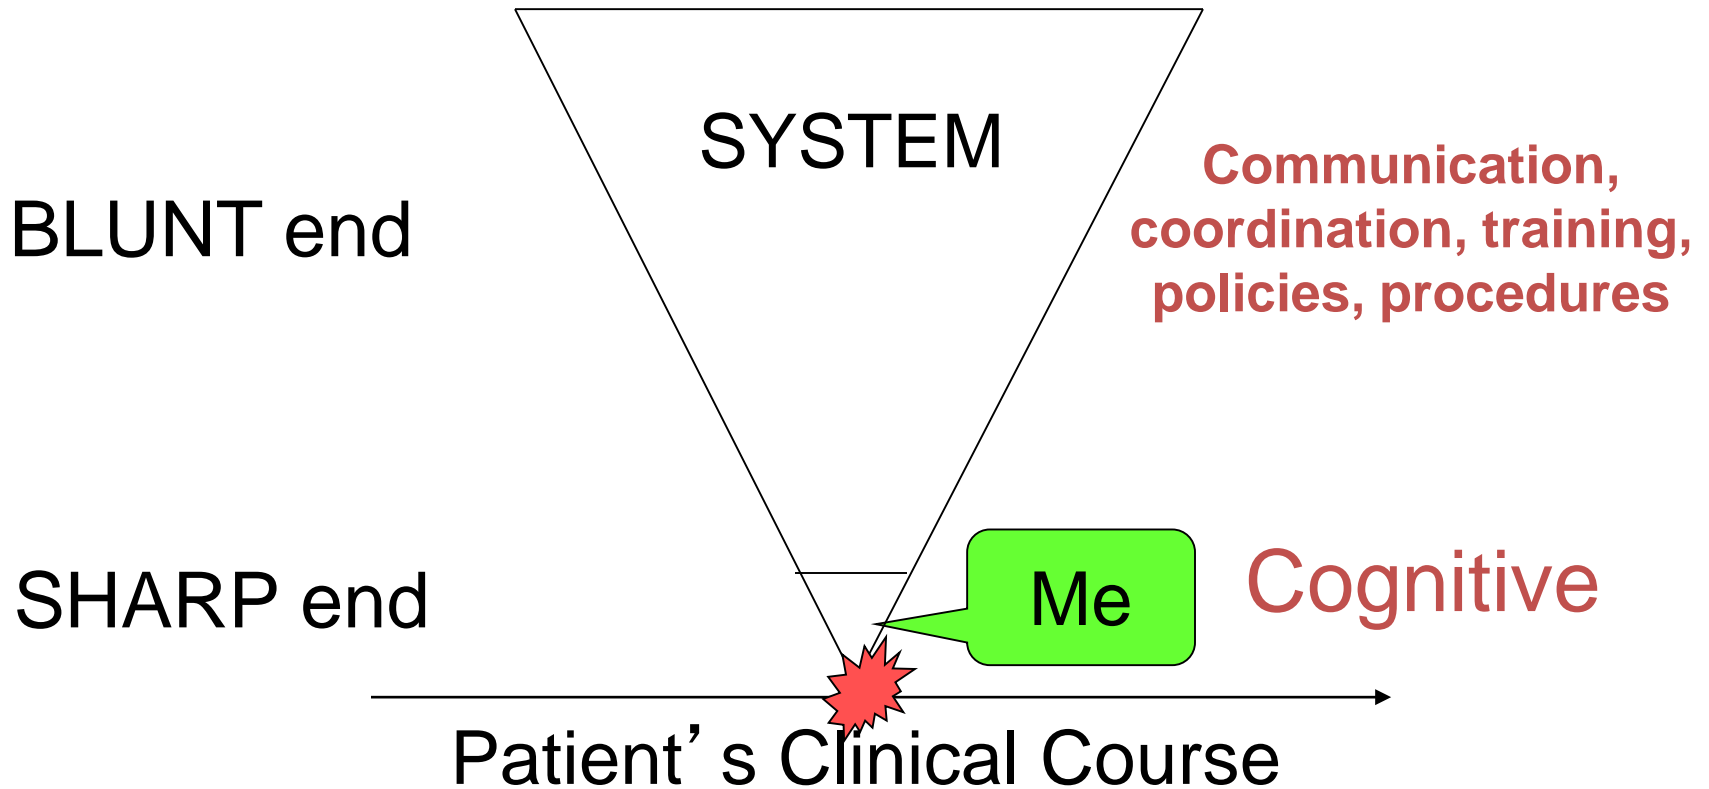 SYSTEM
BLUNT end
Communication,
coordination, training,
policies, procedures
SHARP end
Me
Cognitive
Patient’s Clinical Course